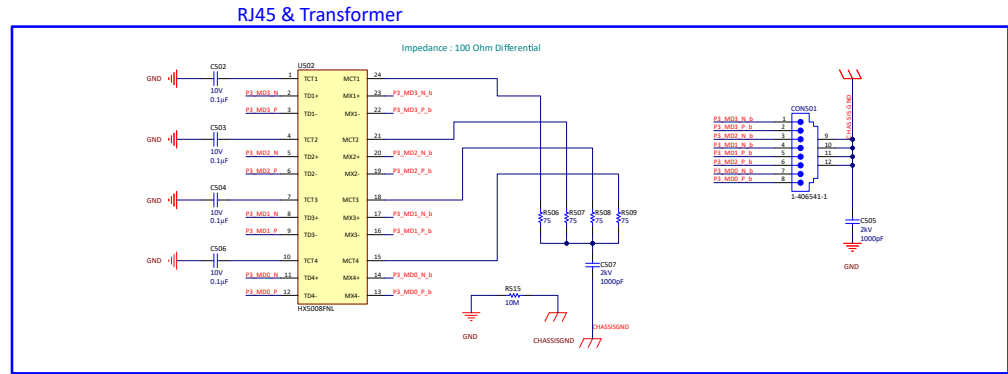 RJ45 & Transformer
Impedance : 100 Ohm Differential
U502
C502
GND
10V
0.1µF
1 TCT1 MCT1 24
P3_MD3_N 2 TD1+ MX1+ 23 P3_MD3_N_b
P3_MD3_P 3 TD1- MX1- 22 P3_MD3_P_b
C503
GND
10V
0.1µF
4 TCT2 MCT2 21
P3_MD2_N 5 TD2+ MX2+ 20 P3_MD2_N_b
P3_MD2_P 6 TD2- MX2- 19 P3_MD2_P_b
C504
GND
10V
0.1µF
7 TCT3 MCT3 18
P3_MD1_N 8 TD3+ MX3+ 17 P3_MD1_N_b
P3_MD1_P 9 TD3- MX3- 16 P3_MD1_P_b
C506
GND
10V
0.1µF
10 TCT4 MCT4 15
P3_MD0_N 11 TD4+ MX4+ 14 P3_MD0_N_b
P3_MD0_P 12 TD4- MX4- 13 P3_MD0_P_b
HX5008FNL
R506
75
R507
75
R508
75
R509
75
C507
2kV
1000pF
CHASSISGND
R515
10M
GND
CHASSISGND
CHASSISGND
CON501
P3_MD3_N_b 1
P3_MD3_P_b 2
P3_MD2_N_b 3
P3_MD1_N_b 4
P3_MD1_P_b 5
P3_MD2_P_b 6
P3_MD0_N_b 7
P3_MD0_P_b 8
9
10
11
12
1-406541-1
C505
2kV
1000pF
GND